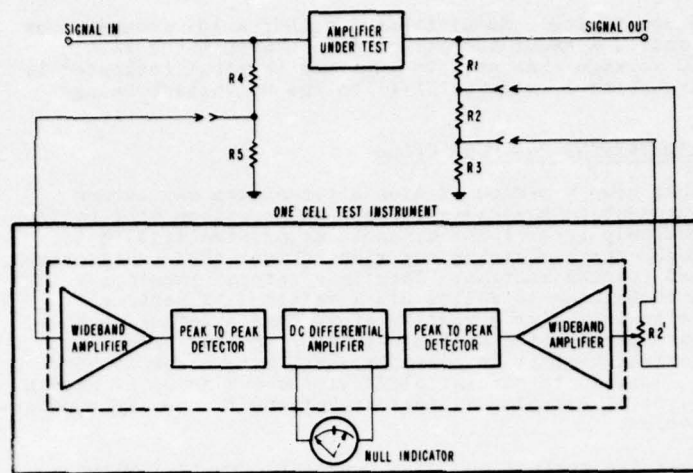 SIGNAL IN
AMPLIFIER
UNDER TEST
SIGNAL OUT
R4
R1
R2
R5
R3
ONE CELL TEST INSTRUMENT
WIDEBAND
AMPLIFIER
PEAK TO PEAK
DETECTOR
DC DIFFERENTIAL
AMPLIFIER
PEAK TO PEAK
DETECTOR
WIDEBAND
AMPLIFIER
R2'
NULL INDICATOR